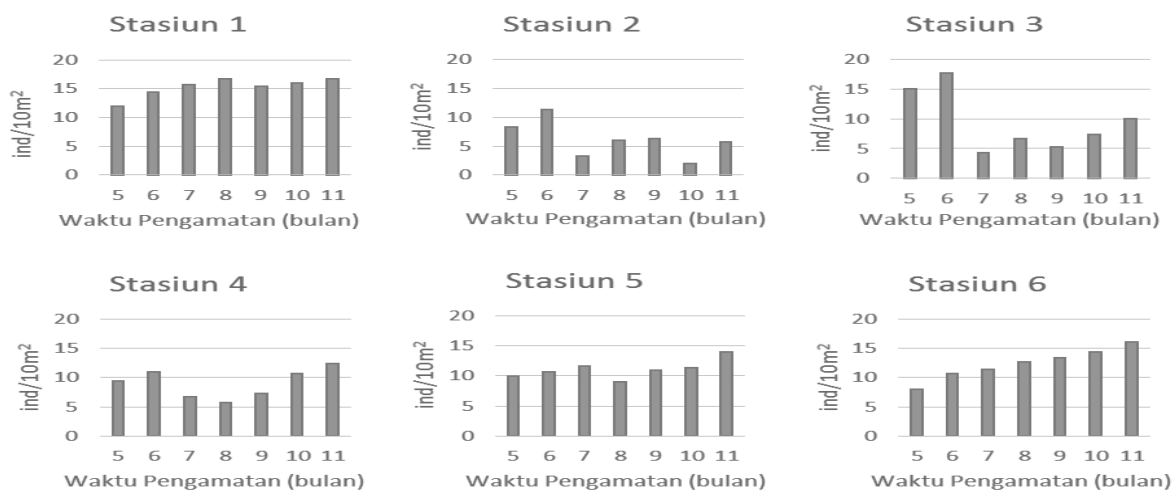 Stasiun 1
20
15
10
5
0
ind/10m²
5 6 7 8 9 10 11
Waktu Pengamatan (bulan)
Stasiun 2
20
15
10
5
0
ind/10m²
5 6 7 8 9 10 11
Waktu Pengamatan (bulan)
Stasiun 3
20
15
10
5
0
ind/10m²
5 6 7 8 9 10 11
Waktu Pengamatan (bulan)
Stasiun 4
20
15
10
5
0
ind/10m²
5 6 7 8 9 10 11
Waktu Pengamatan (bulan)
Stasiun 5
20
15
10
5
0
ind/10m²
5 6 7 8 9 10 11
Waktu Pengamatan (bulan)
Stasiun 6
20
15
10
5
0
ind/10m²
5 6 7 8 9 10 11
Waktu Pengamatan (bulan)